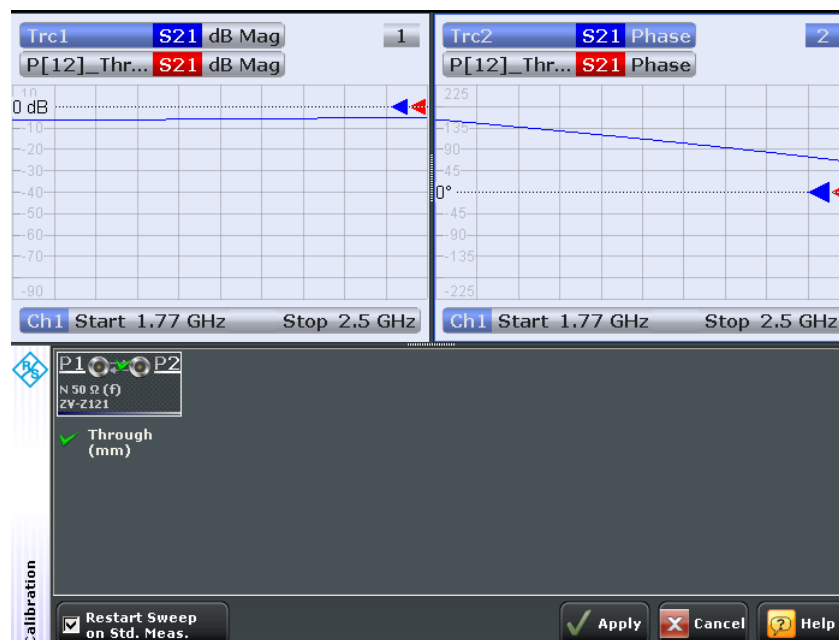 Trc1 S21 dB Mag 1
P[12]_Thr... S21 dB Mag
10
0 dB
-10
-20
-30
-40
-50
-60
-70
-90
Ch1 Start 1.77 GHz Stop 2.5 GHz
Trc2 S21 Phase 2
P[12]_Thr... S21 Phase
225
135
90
45
0°
-45
-90
-135
-225
Ch1 Start 1.77 GHz Stop 2.5 GHz
R S
P1 P2
N 50 Ω (f)
ZV-Z121
Through
(mm)
Calibration
Restart Sweep
on Std. Meas.
Apply
Cancel
Help